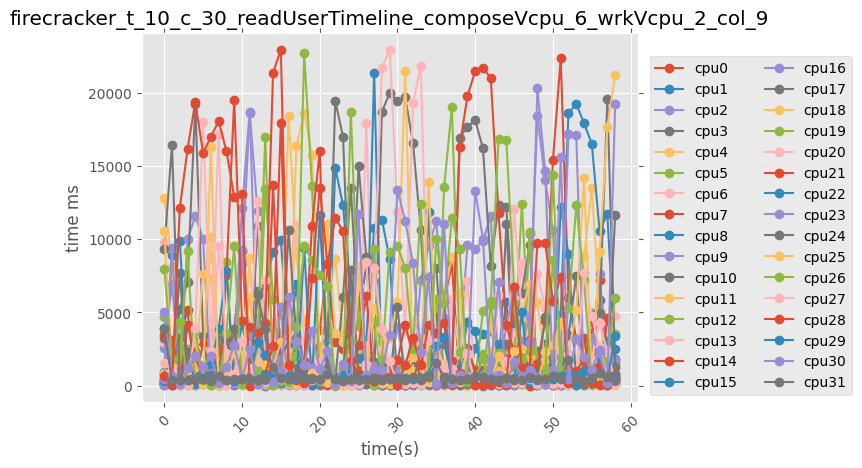 firecracker_t_10_c_30_readUserTimeline_composeVcpu_6_wrkVcpu_2_col_9
time ms
20000
15000
10000
5000
0
0
10
20
30
40
50
60
time(s)
cpu0
cpu1
cpu2
cpu3
cpu4
cpu5
cpu6
cpu7
cpu8
cpu9
cpu10
cpu11
cpu12
cpu13
cpu14
cpu15
cpu16
cpu17
cpu18
cpu19
cpu20
cpu21
cpu22
cpu23
cpu24
cpu25
cpu26
cpu27
cpu28
cpu29
cpu30
cpu31